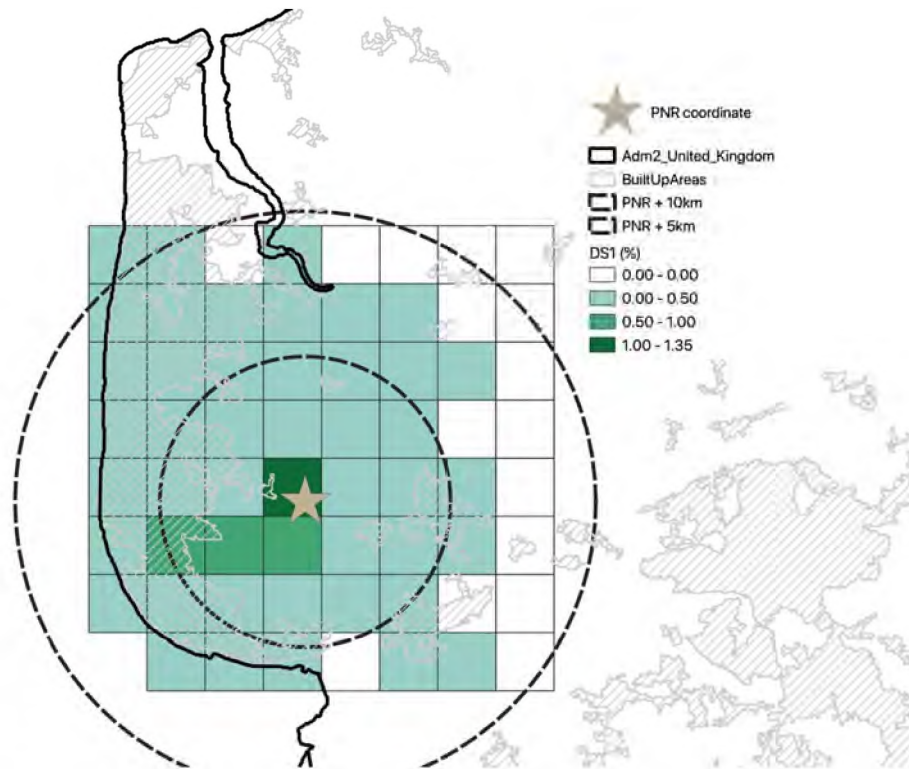 PNR coordinate
Adm2_United_Kingdom
BuiltUpAreas
PNR + 10km
PNR + 5km
DS1 (%)
0.00 - 0.00
0.00 - 0.50
0.50 - 1.00
1.00 - 1.35